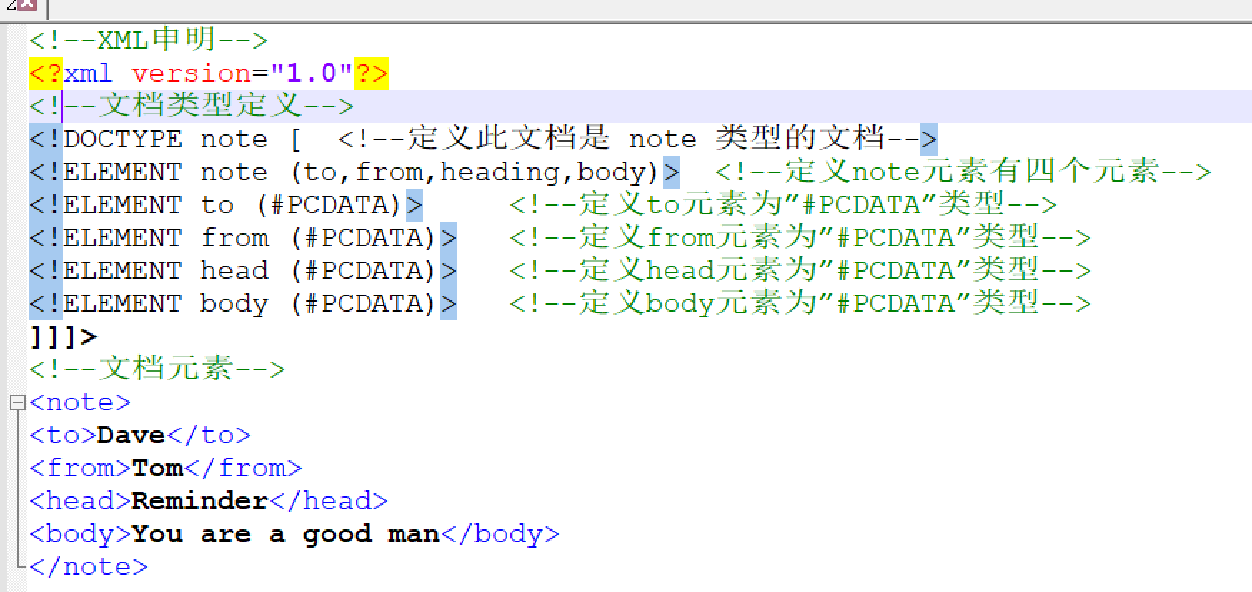 <!--XML申明-->
<?xml version="1.0"?>
<!--文档类型定义-->
<!DOCTYPE note [  <!--定义此文档是 note 类型的文档-->
<!ELEMENT note (to,from,heading,body)>  <!--定义note元素有四个元素-->
<!ELEMENT to (#PCDATA)>     <!--定义to元素为”#PCDATA”类型-->
<!ELEMENT from (#PCDATA)>   <!--定义from元素为”#PCDATA”类型-->
<!ELEMENT head (#PCDATA)>   <!--定义head元素为”#PCDATA”类型-->
<!ELEMENT body (#PCDATA)>   <!--定义body元素为”#PCDATA”类型-->
]]]>
<!--文档元素-->
<note>
<to>Dave</to>
<from>Tom</from>
<head>Reminder</head>
<body>You are a good man</body>
</note>